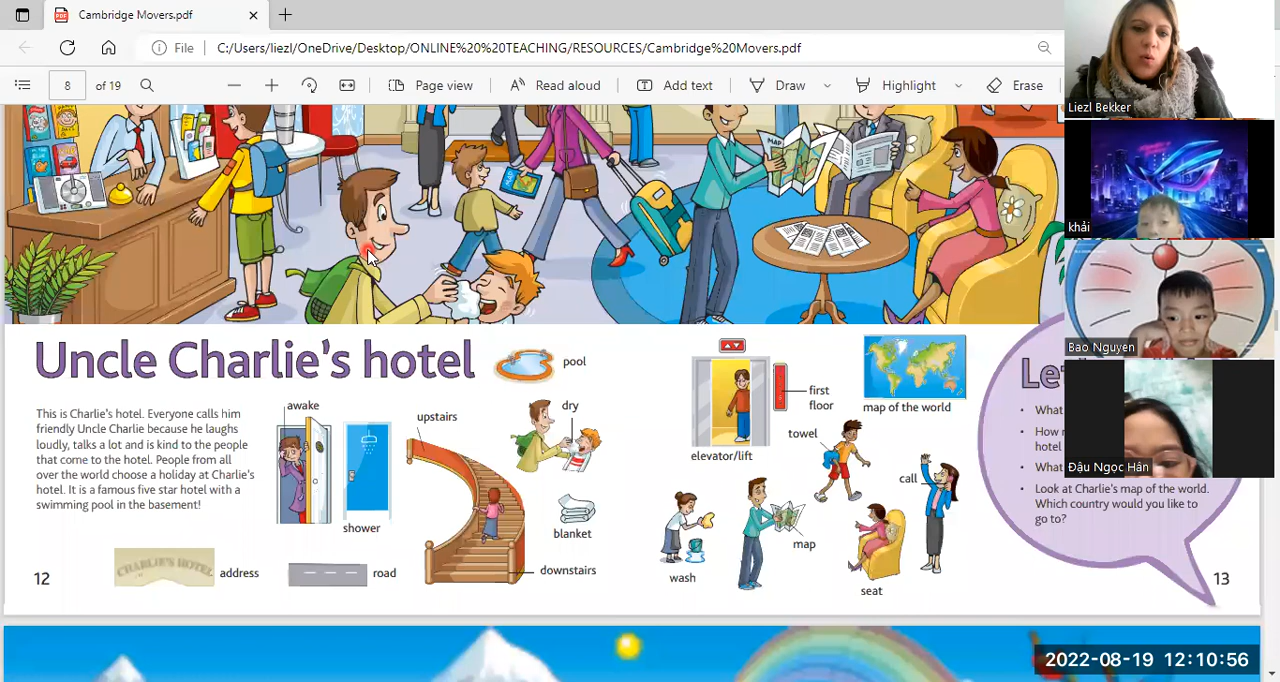 Cambridge Movers.pdf
File
C:/Users/liezl/OneDrive/Desktop/ONLINE%20%20TEACHING/RESOURCES/Cambridge%20Movers.pdf
8 of 19
Page view
Read aloud
Add text
Draw
Highlight
Erase
Liezl Bekker
khải
Bao Nguyen
Đậu Ngọc Hân
MAP
MAP
Uncle Charlie's hotel
This is Charlie's hotel. Everyone calls him
friendly Uncle Charlie because he laughs
loudly, talks a lot and is kind to the people
that come to the hotel. People from all
over the world choose a holiday at Charlie's
hotel. It is a famous five star hotel with a
swimming pool in the basement!
CHARLIE'S HOTEL
address
road
awake
shower
upstairs
downstairs
pool
dry
blanket
elevator/lift
first
floor
map of the world
towel
wash
map
call
seat
12
What
hotel
What
Look at Charlie's map of the world.
Which country would you like to
go to?
13
2022-08-19 12:10:56